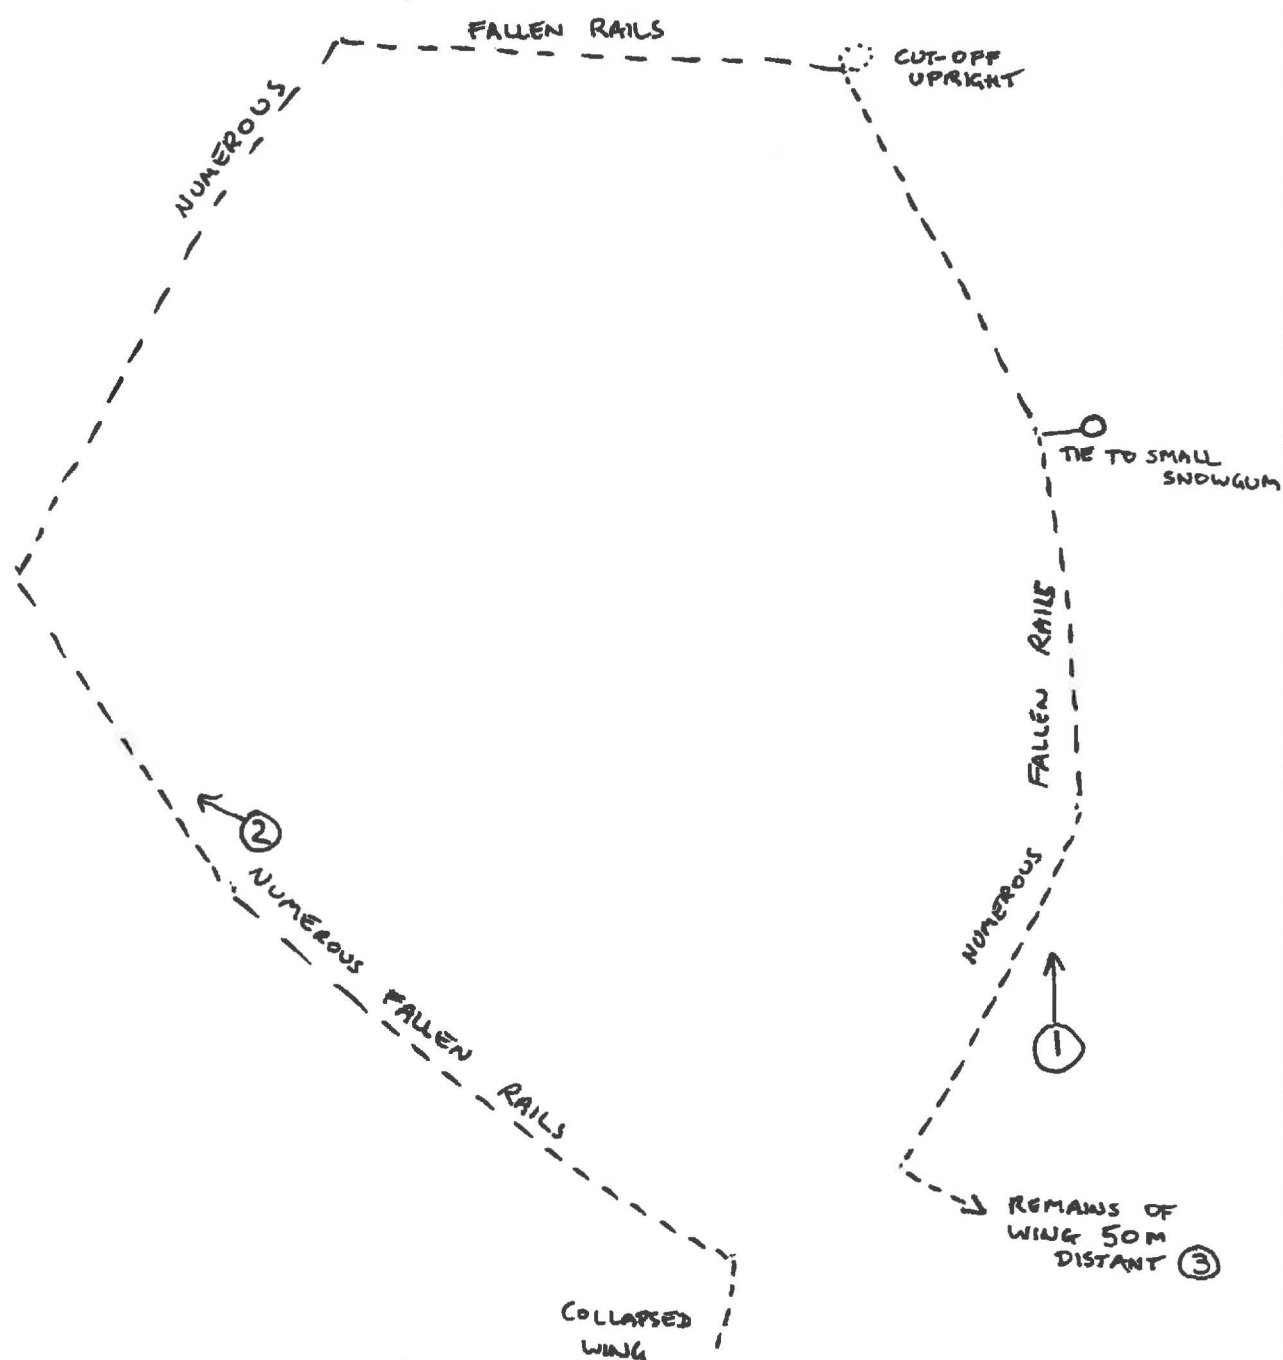 FALLEN RAILS
CUT-OFF
UPRIGHT
NUMEROUS
TIE TO SMALL
SNOWGUM
FALLEN RAILS
NUMEROUS
2
NUMEROUS FALLEN RAILS
1
REMAINS OF
WING 50M
DISTANT 3
COLLAPSED
WING